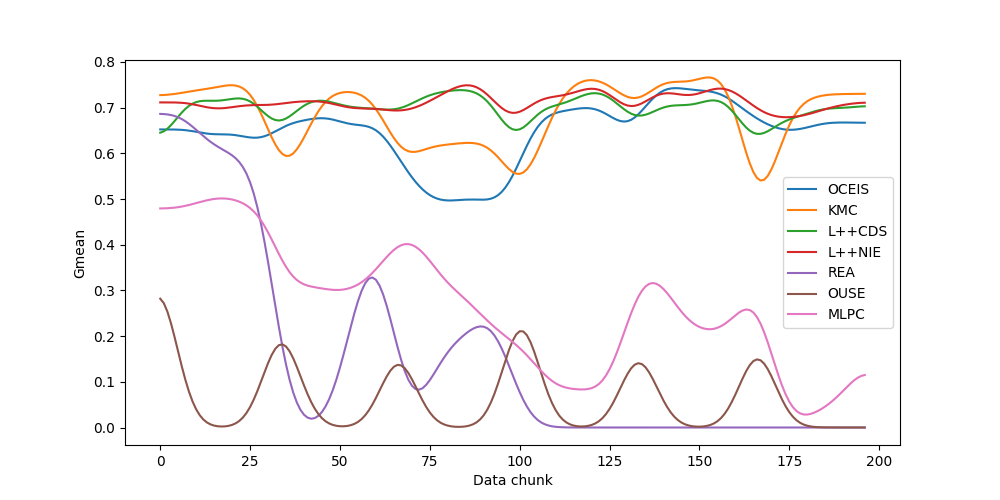 0.8
0.7
0.6
0.5
0.4
0.3
0.2
0.1
0.0
Gmean
0 25 50 75 100 125 150 175 200
Data chunk
OCEIS
KMC
L++CDS
L++NIE
REA
OUSE
MLPC